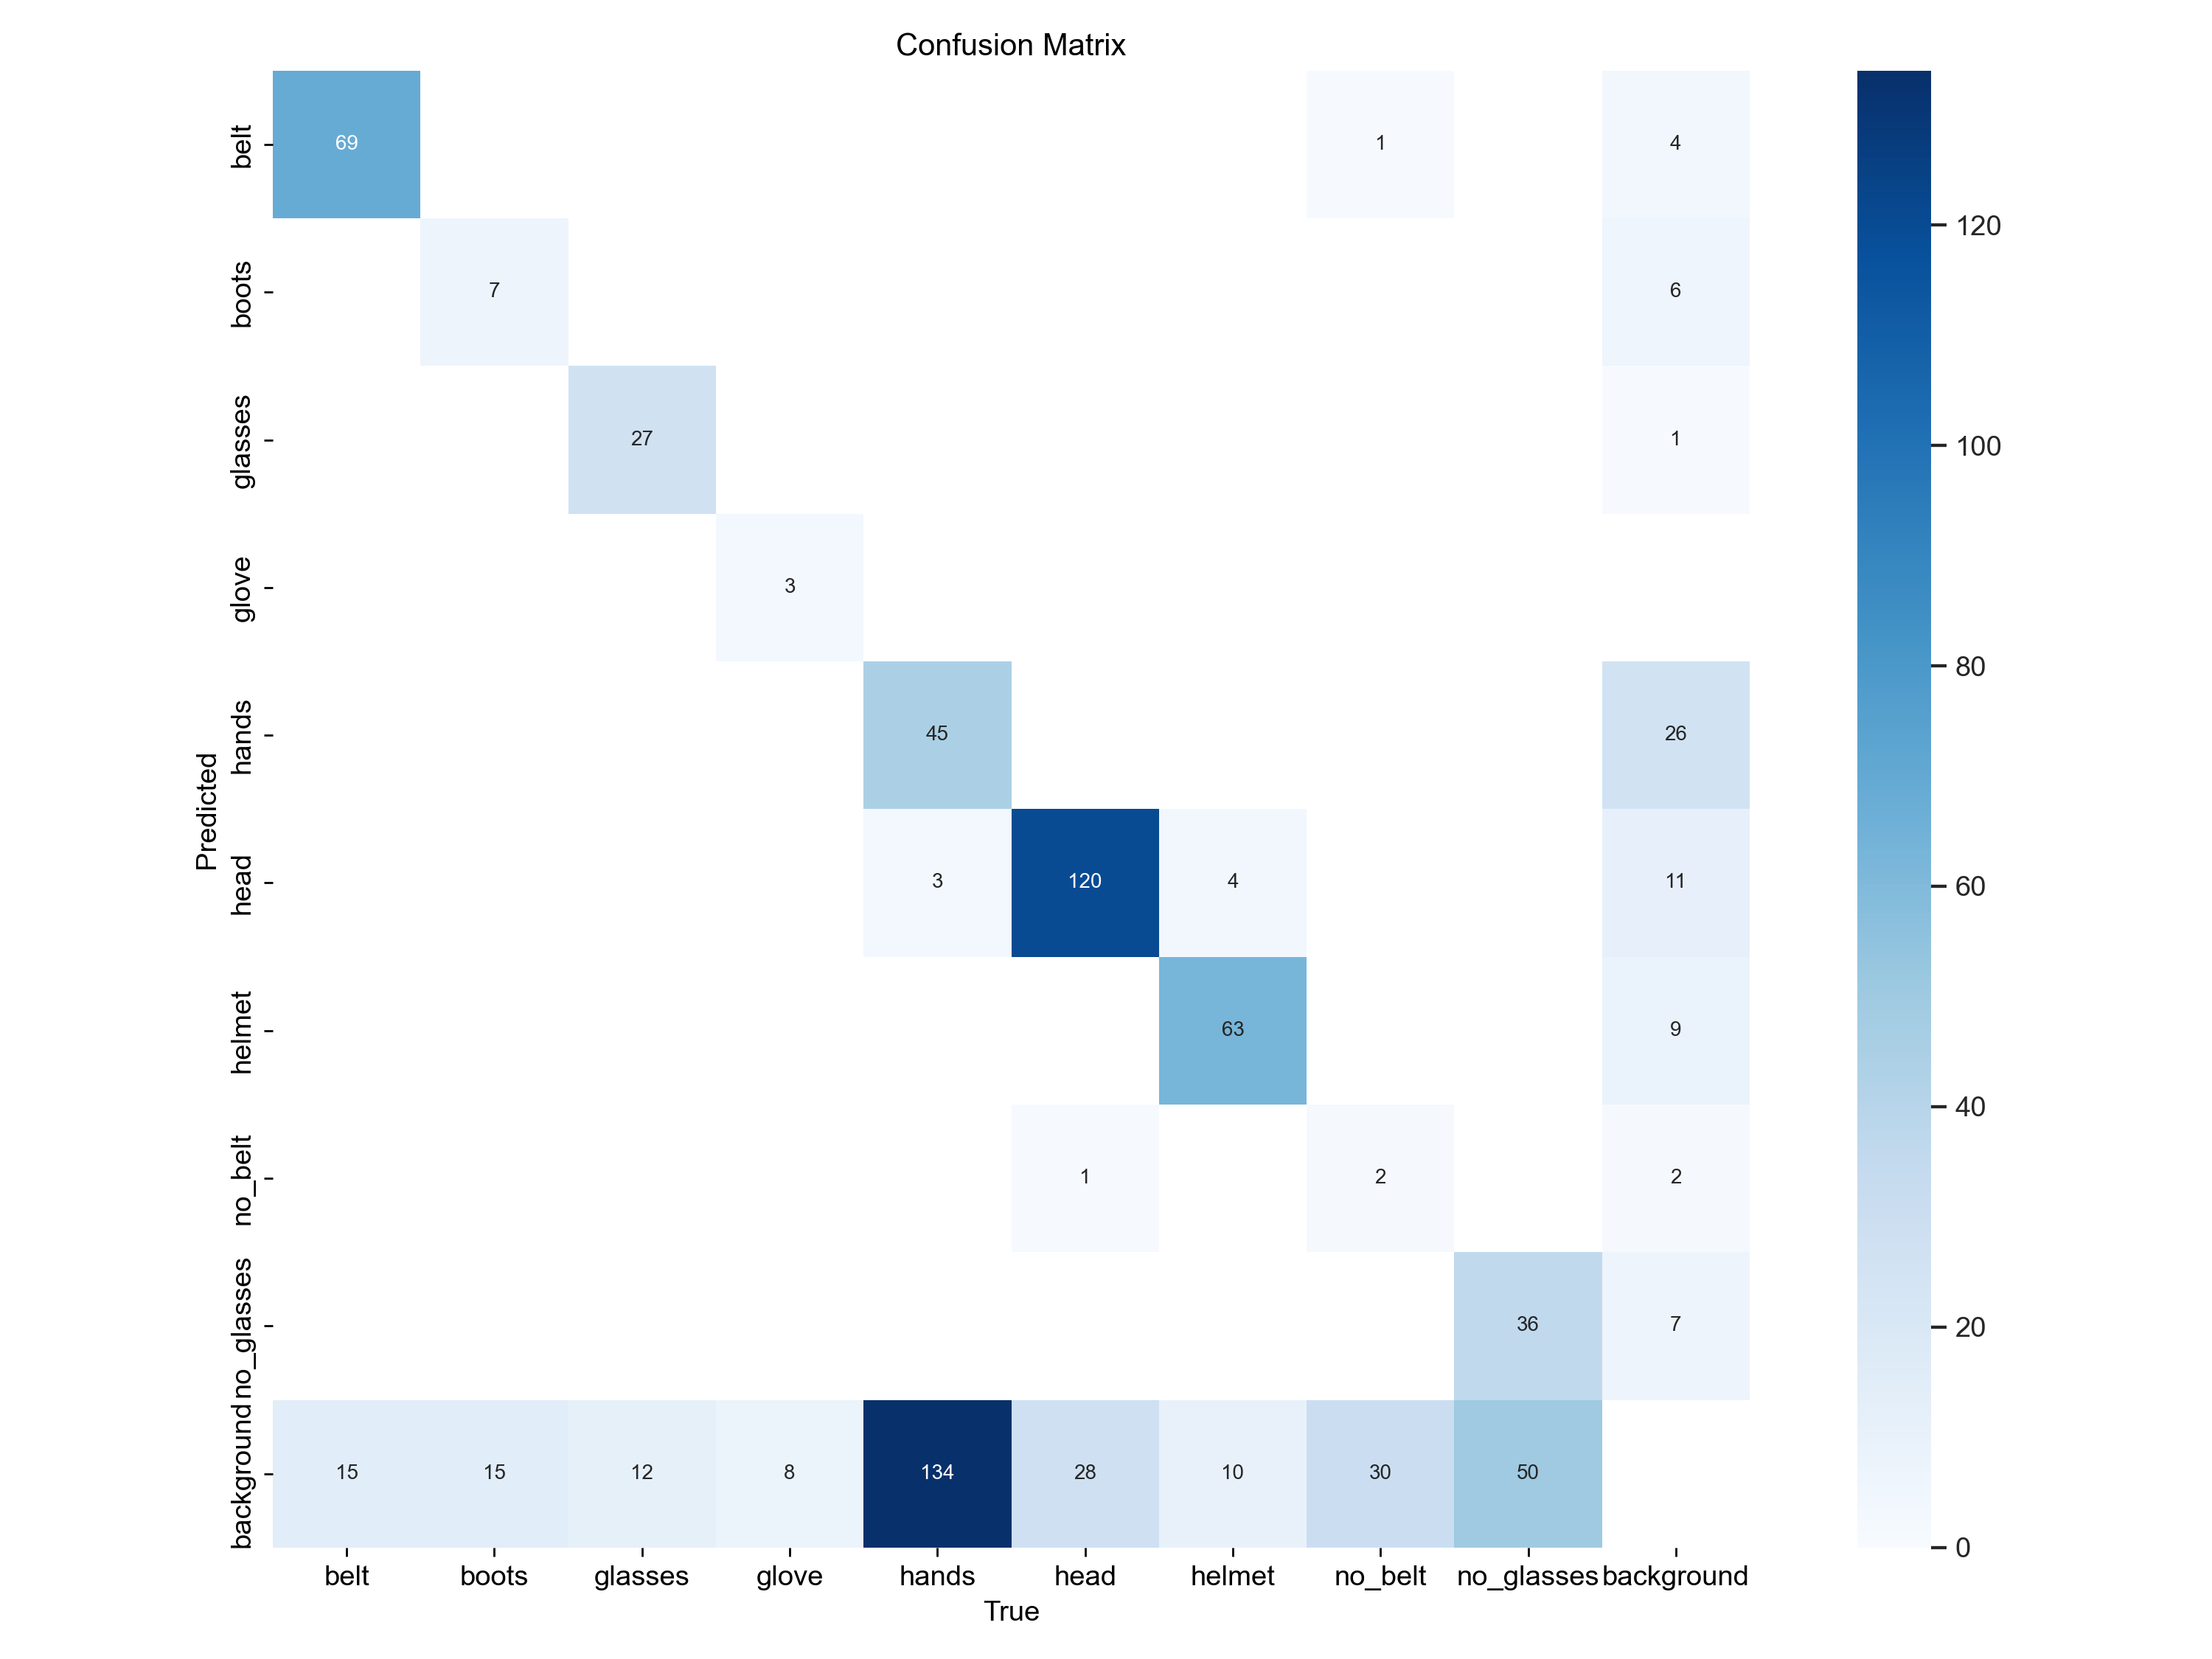 Confusion Matrix
belt 69 1 4
boots 7 6
glasses 27 1
glove 3
hands 45 26
head 3 120 4 11
helmet 63 9
no_belt 1 2 2
no_glasses 36 7
background 15 15 12 8 134 28 10 30 50
belt boots glasses glove hands head helmet no_belt no_glasses background
True
Predicted
120
100
80
60
40
20
0